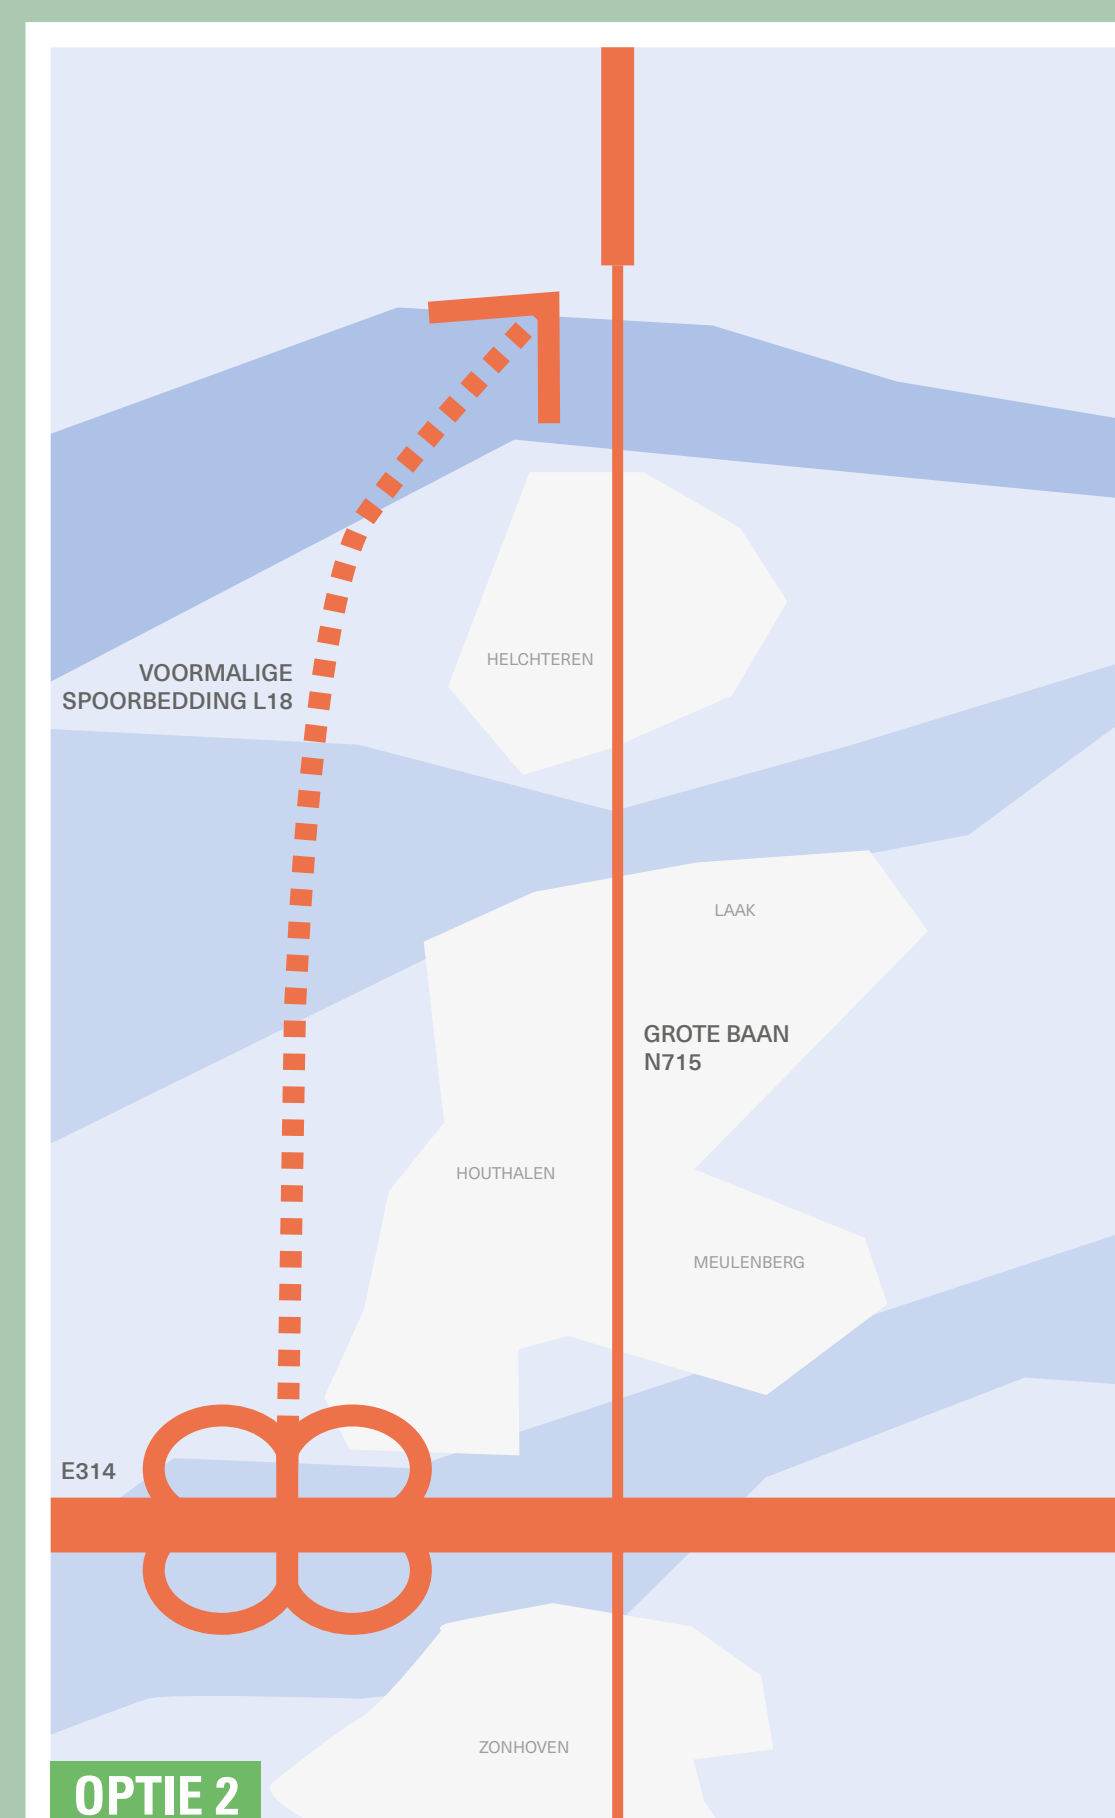 HELCHTEREN
VOORMALIGE
SPOORBEDDING L18
LAAK
GROTE BAAN
N715
HOUTHALEN
MEULENBERG
E314
ZONHOVEN
OPTIE 2